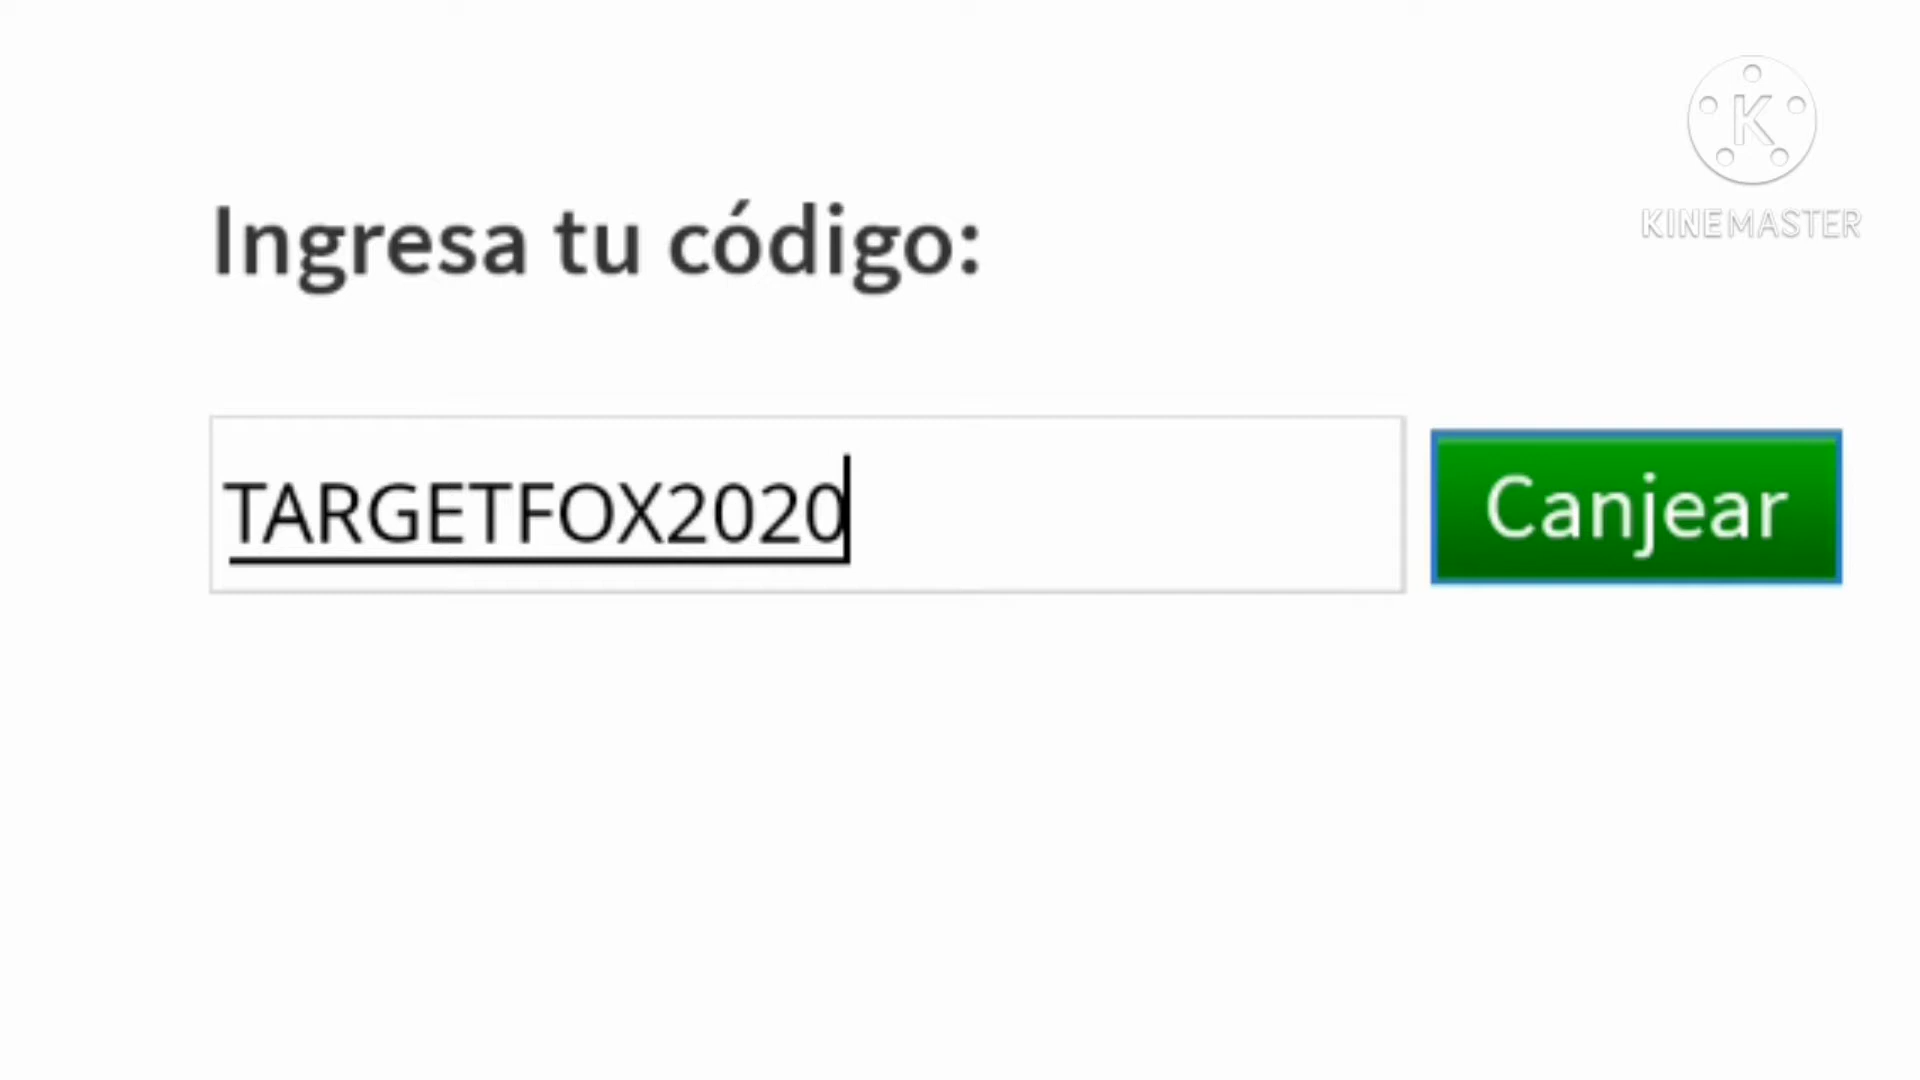 K
KINEMASTER
Ingresa tu código:
TARGETFOX2020
Canjear